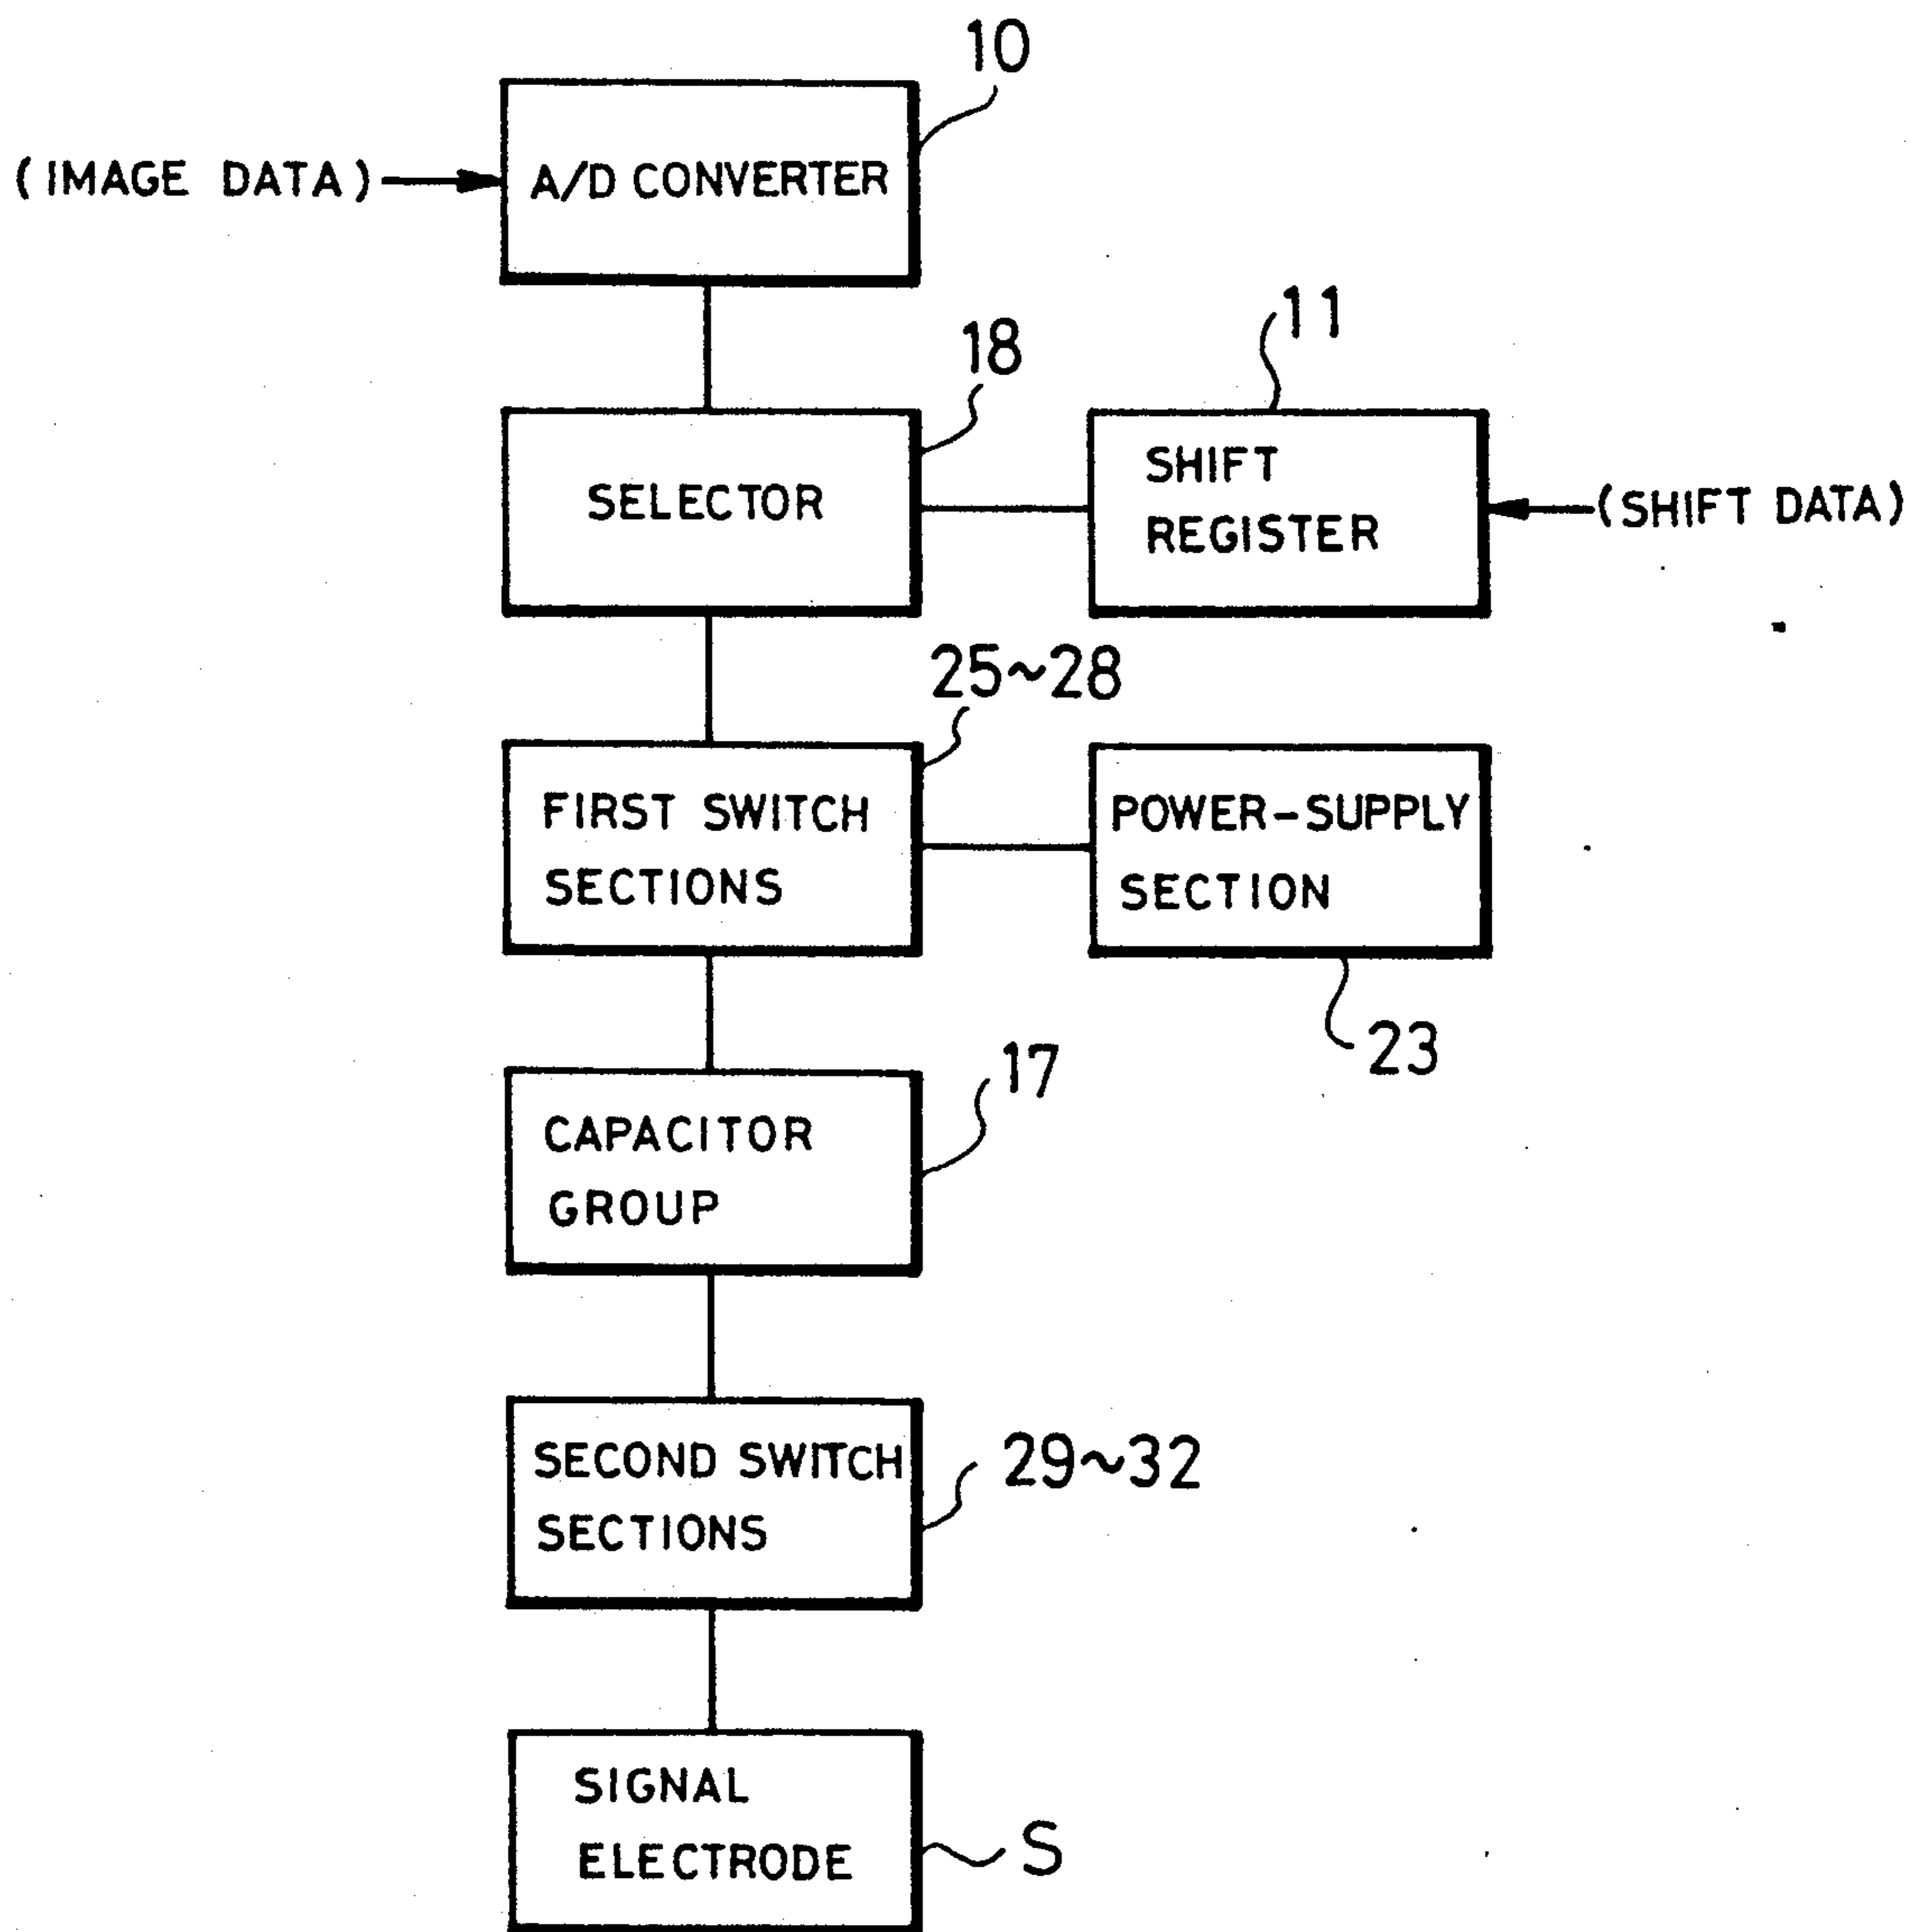 10
(IMAGE DATA)
A/D CONVERTER
18
11
SELECTOR
SHIFT
REGISTER
(SHIFT DATA)
25~28
FIRST SWITCH
SECTIONS
POWER-SUPPLY
SECTION
23
17
CAPACITOR
GROUP
SECOND SWITCH
SECTIONS
29~32
SIGNAL
ELECTRODE
S